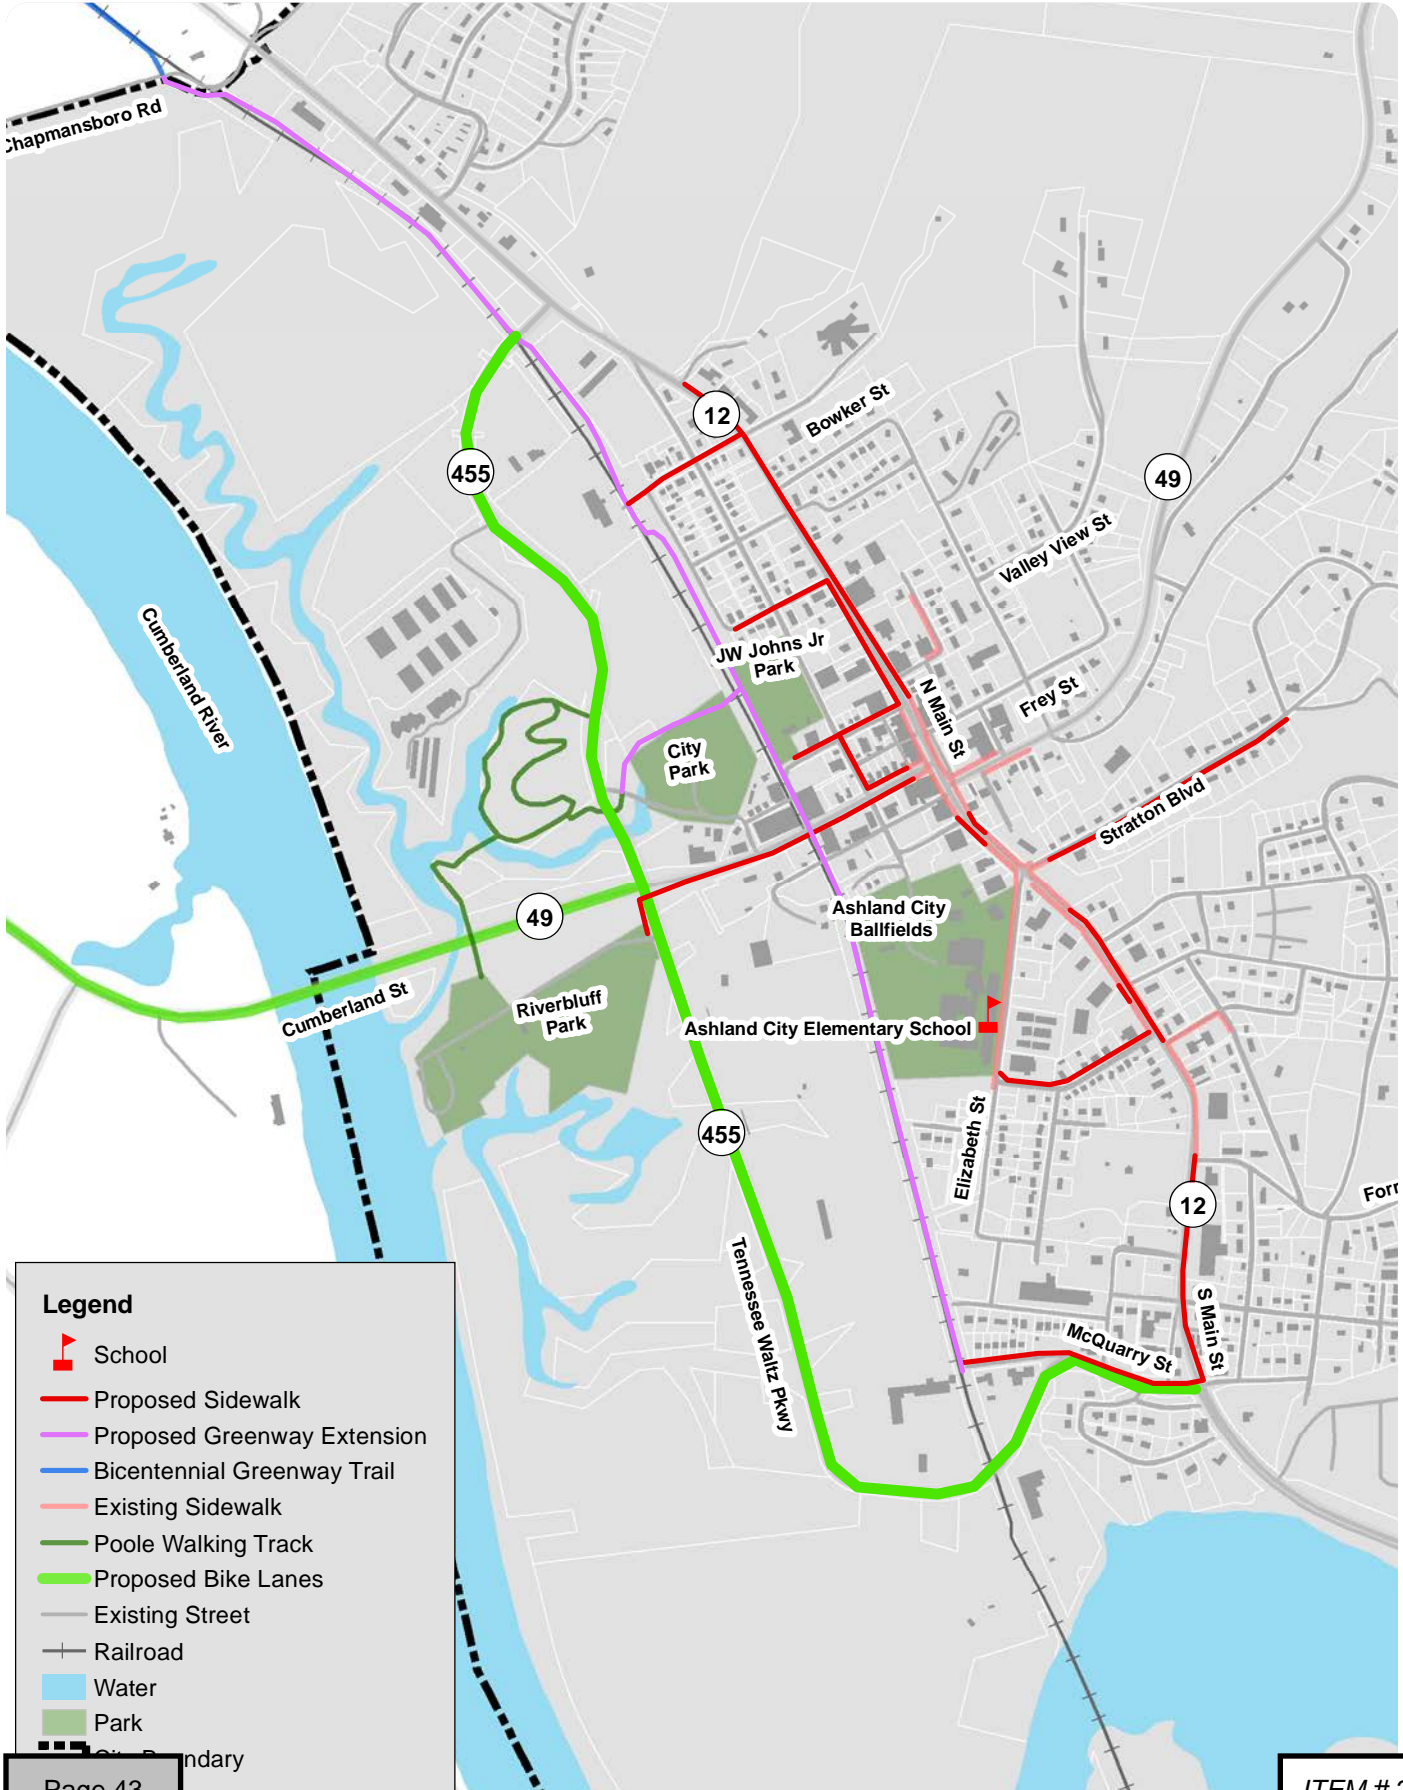 Chapmansboro Rd
12
Bowker St
455
49
Valley View St
Cumberland River
JW Johns Jr
Park
N Main St
Frey St
City
Park
Stratton Blvd
49
Ashland City
Ballfields
Cumberland St
Riverbluff
Park
Ashland City Elementary School
455
Elizabeth St
12
Tennessee Waltz Pkwy
S Main St
McQuarry St
Legend
School
Proposed Sidewalk
Proposed Greenway Extension
Bicentennial Greenway Trail
Existing Sidewalk
Poole Walking Track
Proposed Bike Lanes
Existing Street
Railroad
Water
Park
Page 43
ITEM #